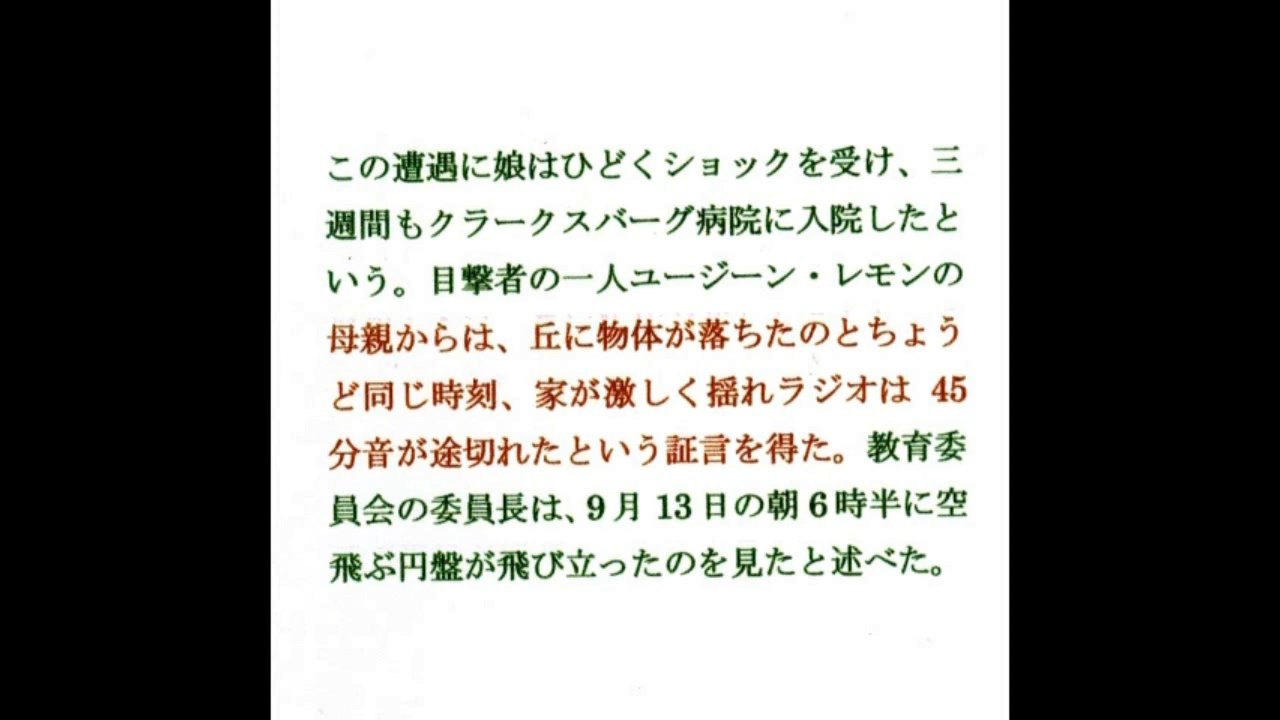 この遭遇に娘はひどくショックを受け、三
週間もクラークスバーグ病院に入院したと
いう。目撃者の一人ユージーン・レモンの
母親からは、丘に物体が落ちたのとちょう
ど同じ時刻、家が激しく揺れラジオは 45
分音が途切れたという証言を得た。教育委
員会の委員長は、9月 13日の朝6時半に空
飛ぶ円盤が飛び立ったのを見たと述べた。